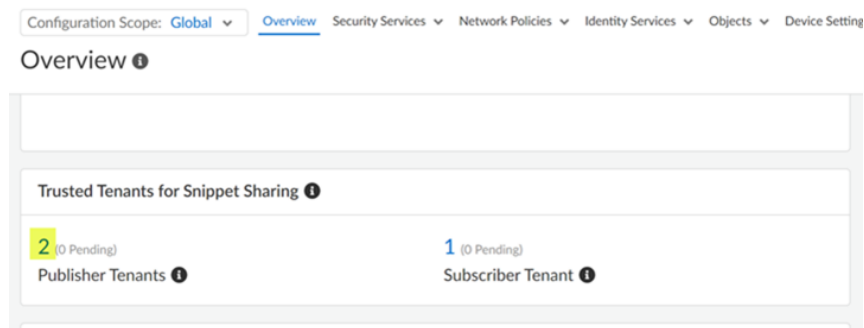 Configuration Scope: Global Overview Security Services Network Policies Identity Services Objects Device Setting
Overview
Trusted Tenants for Snippet Sharing
2 (0 Pending) 1 (0 Pending)
Publisher Tenants Subscriber Tenant